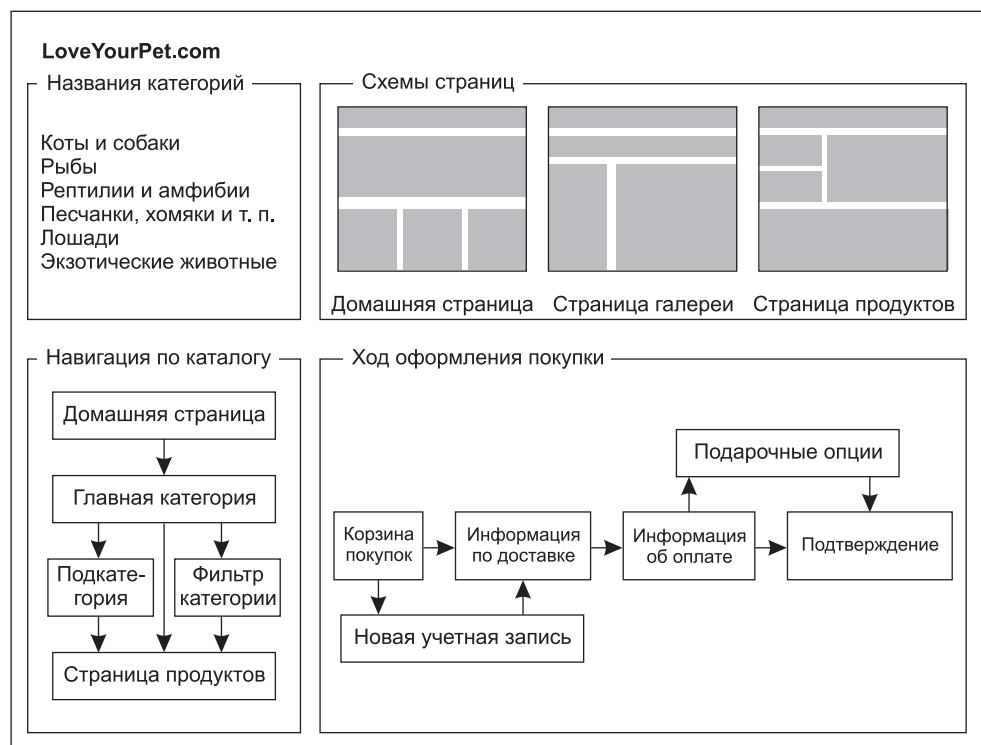 LoveYourPet.com
Названия категорий
Коты и собаки
Рыбы
Рептилии и амфибии
Песчанки, хомяки и т. п.
Лошади
Экзотические животные
Схемы страниц
Домашняя страница
Страница галереи
Страница продуктов
Навигация по каталогу
Домашняя страница
Главная категория
Подкате-
гория
Фильтр
категории
Страница продуктов
Ход оформления покупки
Подарочные опции
Корзина
покупок
Информация
по доставке
Информация
об оплате
Подтверждение
Новая учетная запись